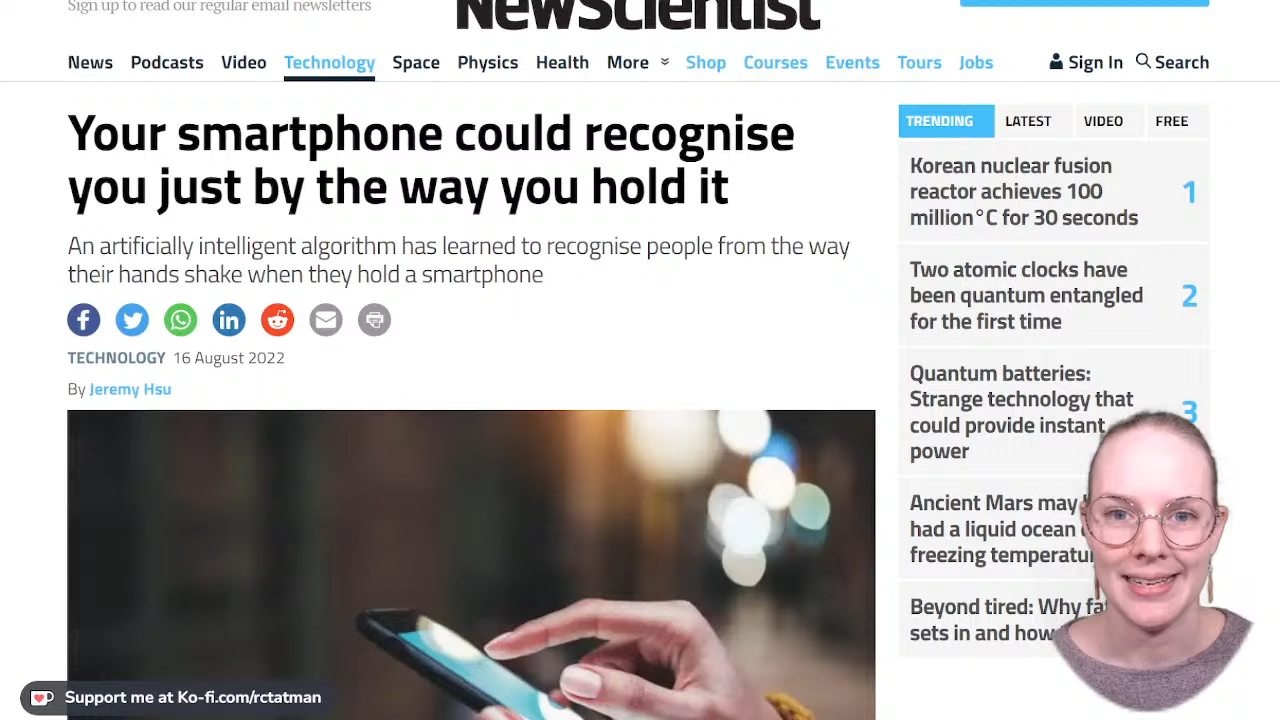 Sign up to read our regular email newsletters
NewScientist
News Podcasts Video Technology Space Physics Health More Shop Courses Events Tours Jobs Sign In Search
Your smartphone could recognise
you just by the way you hold it
An artificially intelligent algorithm has learned to recognise people from the way
their hands shake when they hold a smartphone
TECHNOLOGY 16 August 2022
By Jeremy Hsu
TRENDING LATEST VIDEO FREE
Korean nuclear fusion
reactor achieves 100
million°C for 30 seconds
1
Two atomic clocks have
been quantum entangled
for the first time
2
Quantum batteries:
Strange technology that
could provide instant
power
3
Ancient Mars may
had a liquid ocean
freezing
Beyond tired: Why
sets in and how
Support me at Ko-fi.com/rctatman